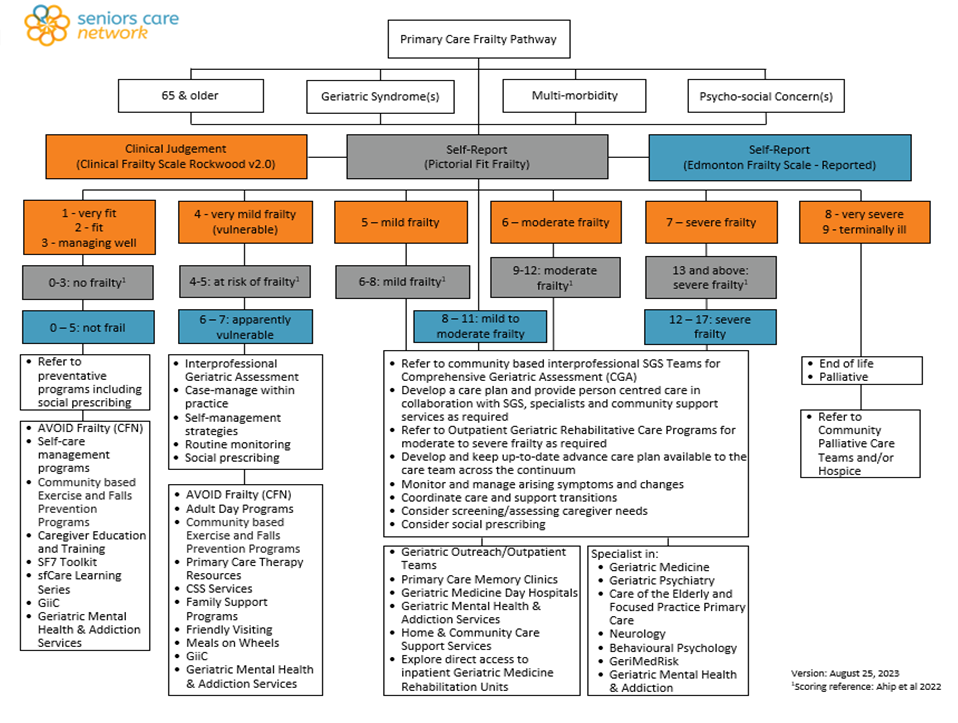 seniors care
network
Primary Care Frailty Pathway
65 & older
Geriatric Syndrome(s)
Multi-morbidity
Psycho-social Concern(s)
Clinical Judgement
(Clinical Frailty Scale Rockwood v2.0)
Self-Report
(Pictorial Fit Frailty)
Self-Report
(Edmonton Frailty Scale - Reported)
1 - very fit
2 - fit
3 - managing well
4 - very mild frailty
(vulnerable)
5 – mild frailty
6 – moderate frailty
7 – severe frailty
8 - very severe
9 - terminally ill
0-3: no frailty¹
4-5: at risk of frailty¹
6-8: mild frailty¹
9-12: moderate
frailty¹
13 and above:
severe frailty¹
0 – 5: not frail
6 – 7: apparently
vulnerable
8 – 11: mild to
moderate frailty
12 – 17: severe
frailty
• Refer to
preventative
programs including
social prescribing
• AVOID Frailty (CFN)
• Self-care
management
programs
• Community based
Exercise and Falls
Prevention
Programs
• Caregiver Education
and Training
• SF7 Toolkit
• sfCare Learning
Series
• GiiC
• Geriatric Mental
Health & Addiction
Services
• Interprofessional
Geriatric Assessment
• Case-manage within
practice
• Self-management
strategies
• Routine monitoring
• Social prescribing
• AVOID Frailty (CFN)
• Adult Day Programs
• Community based
Exercise and Falls
Prevention Programs
• Primary Care Therapy
Resources
• CSS Services
• Family Support
Programs
• Friendly Visiting
• Meals on Wheels
• GiiC
• Geriatric Mental Health
& Addiction Services
• Refer to community based interprofessional SGS Teams for
Comprehensive Geriatric Assessment (CGA)
• Develop a care plan and provide person centred care in
collaboration with SGS, specialists and community support
services as required
• Refer to Outpatient Geriatric Rehabilitative Care Programs for
moderate to severe frailty as required
• Develop and keep up-to-date advance care plan available to the
care team across the continuum
• Monitor and manage arising symptoms and changes
• Coordinate care and support transitions
• Consider screening/assessing caregiver needs
• Consider social prescribing
• Geriatric Outreach/Outpatient
Teams
• Primary Care Memory Clinics
• Geriatric Medicine Day Hospitals
• Geriatric Mental Health &
Addiction Services
• Home & Community Care
Support Services
• Explore direct access to
inpatient Geriatric Medicine
Rehabilitation Units
Specialist in:
• Geriatric Medicine
• Geriatric Psychiatry
• Care of the Elderly and
Focused Practice Primary
Care
• Neurology
• Behavioural Psychology
• GeriMedRisk
• Geriatric Mental Health
& Addiction
• End of life
• Palliative
• Refer to
Community
Palliative Care
Teams and/or
Hospice
Version: August 25, 2023
¹Scoring reference: Ahip et al 2022